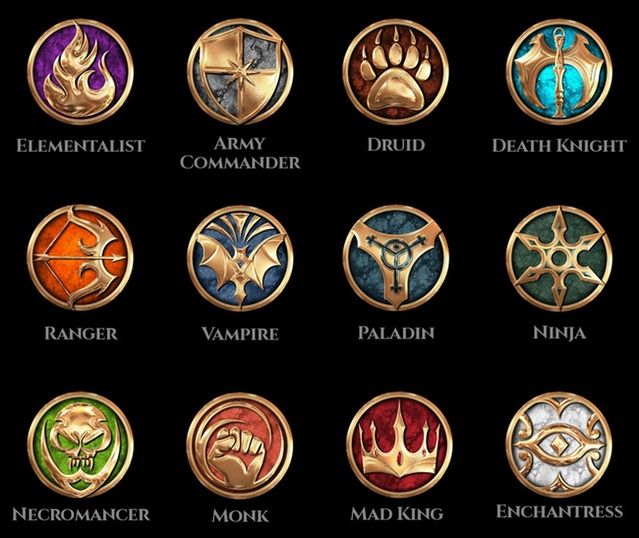 Elementalist
Army
Commander
Druid
Death Knight
Ranger
Vampire
Paladin
Ninja
Necromancer
Monk
Mad King
Enchantress